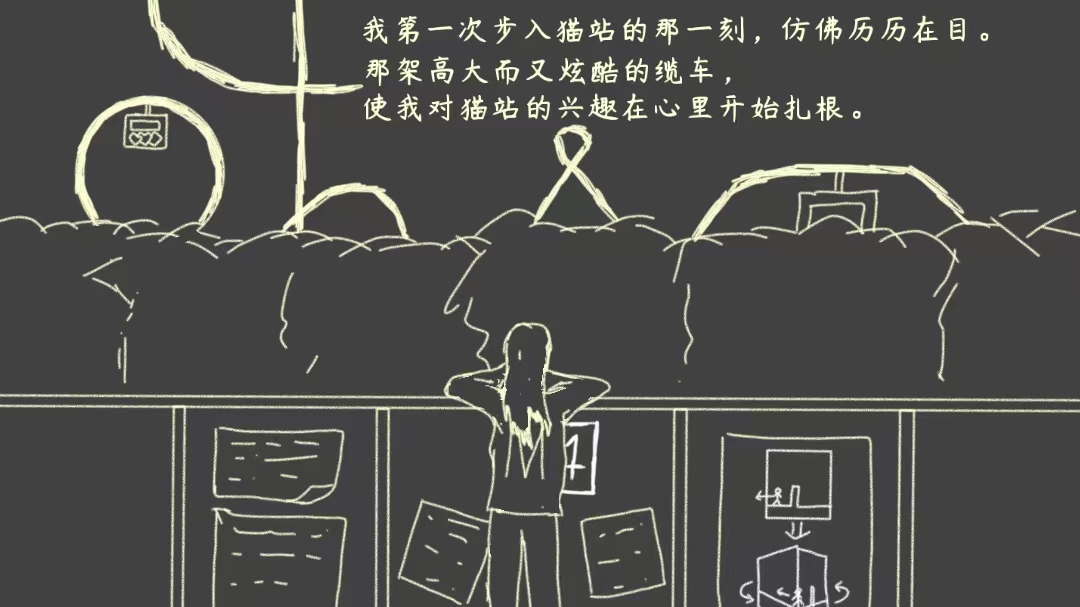 我第一次步入猫站的那一刻，仿佛历历在目。
那架高大而又炫酷的缆车，
使我对猫站的兴趣在心里开始扎根。